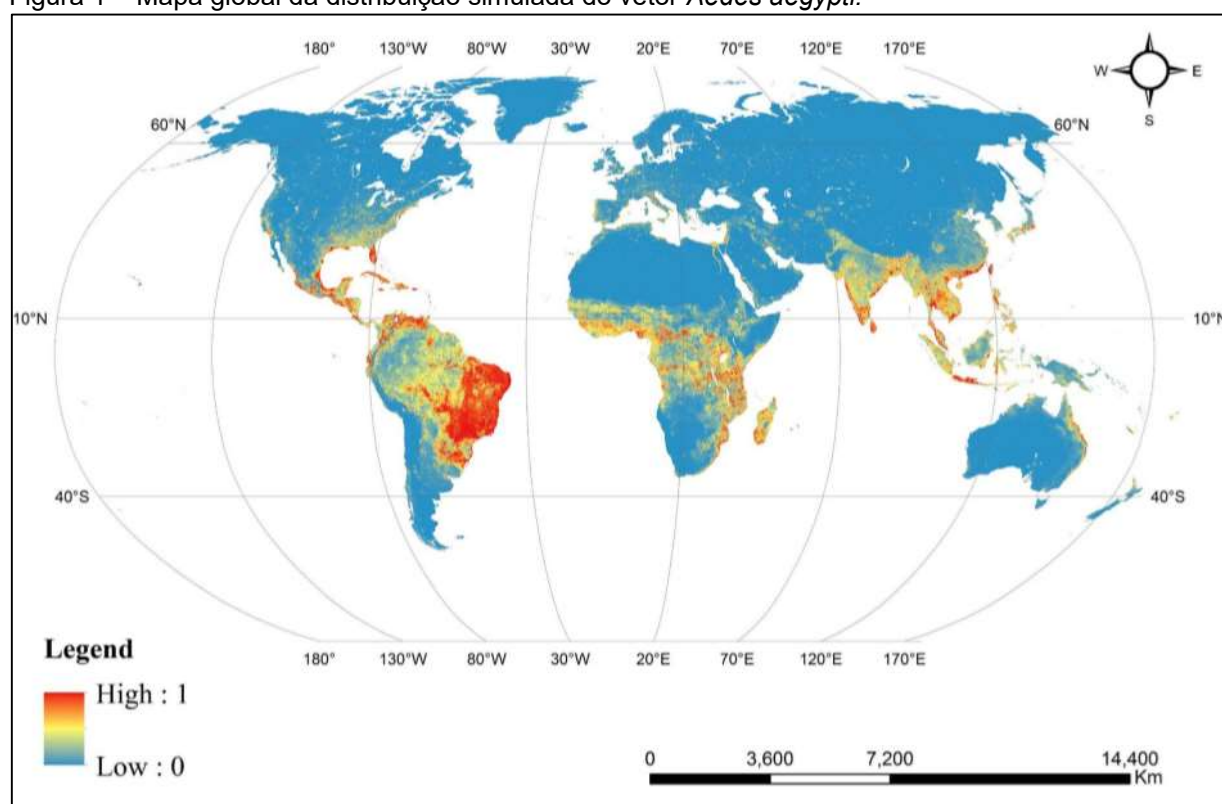 Figura 1 – Mapa global da distribuição simulada do vetor Aedes aegypti.
180° 130°W 80°W 30°W 20°E 70°E 120°E 170°E
N
W E
S
60°N 60°N
10°N 10°N
40°S 40°S
180° 130°W 80°W 30°W 20°E 70°E 120°E 170°E
Legend
High : 1
Low : 0
0 3,600 7,200 14,400
Km